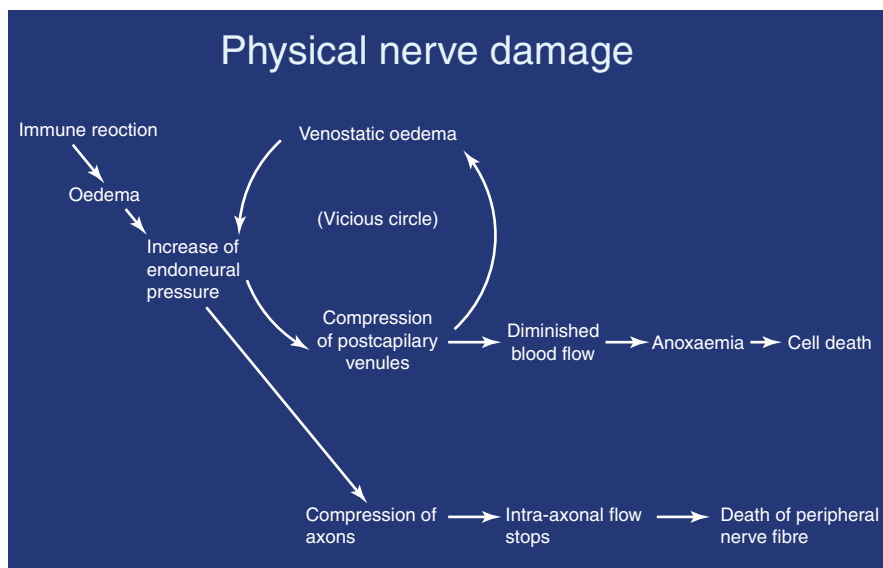 Physical nerve damage
Immune reoction
Venostatic oedema
Oedema
(Vicious circle)
Increase of
endoneural
pressure
Compression
of postcapilary
venules
Diminished
blood flow
Anoxaemia
Cell death
Compression of
axons
Intra-axonal flow
stops
Death of peripheral
nerve fibre